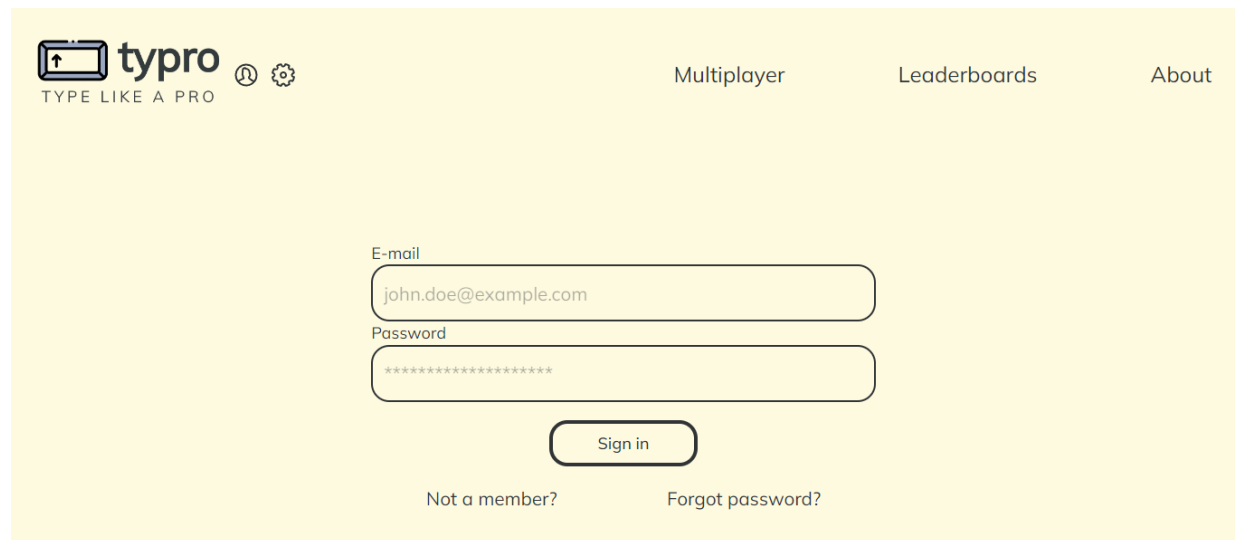 typro
TYPE LIKE A PRO
Multiplayer
Leaderboards
About
E-mail
john.doe@example.com
Password
********************
Sign in
Not a member?
Forgot password?